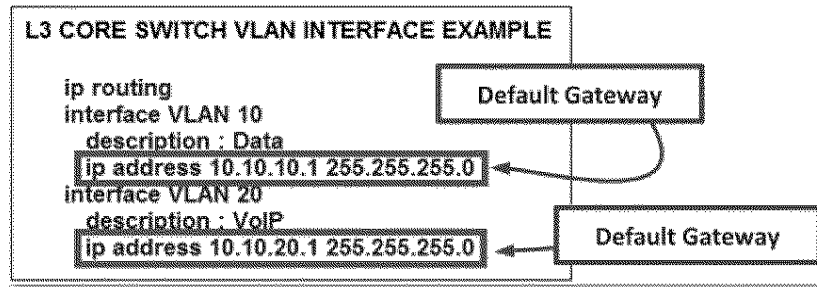 L3 CORE SWITCH VLAN INTERFACE EXAMPLE
ip routing
interface VLAN 10
description : Data
ip address 10.10.10.1 255.255.255.0
interface VLAN 20
description : VoIP
ip address 10.10.20.1 255.255.255.0
Default Gateway
Default Gateway